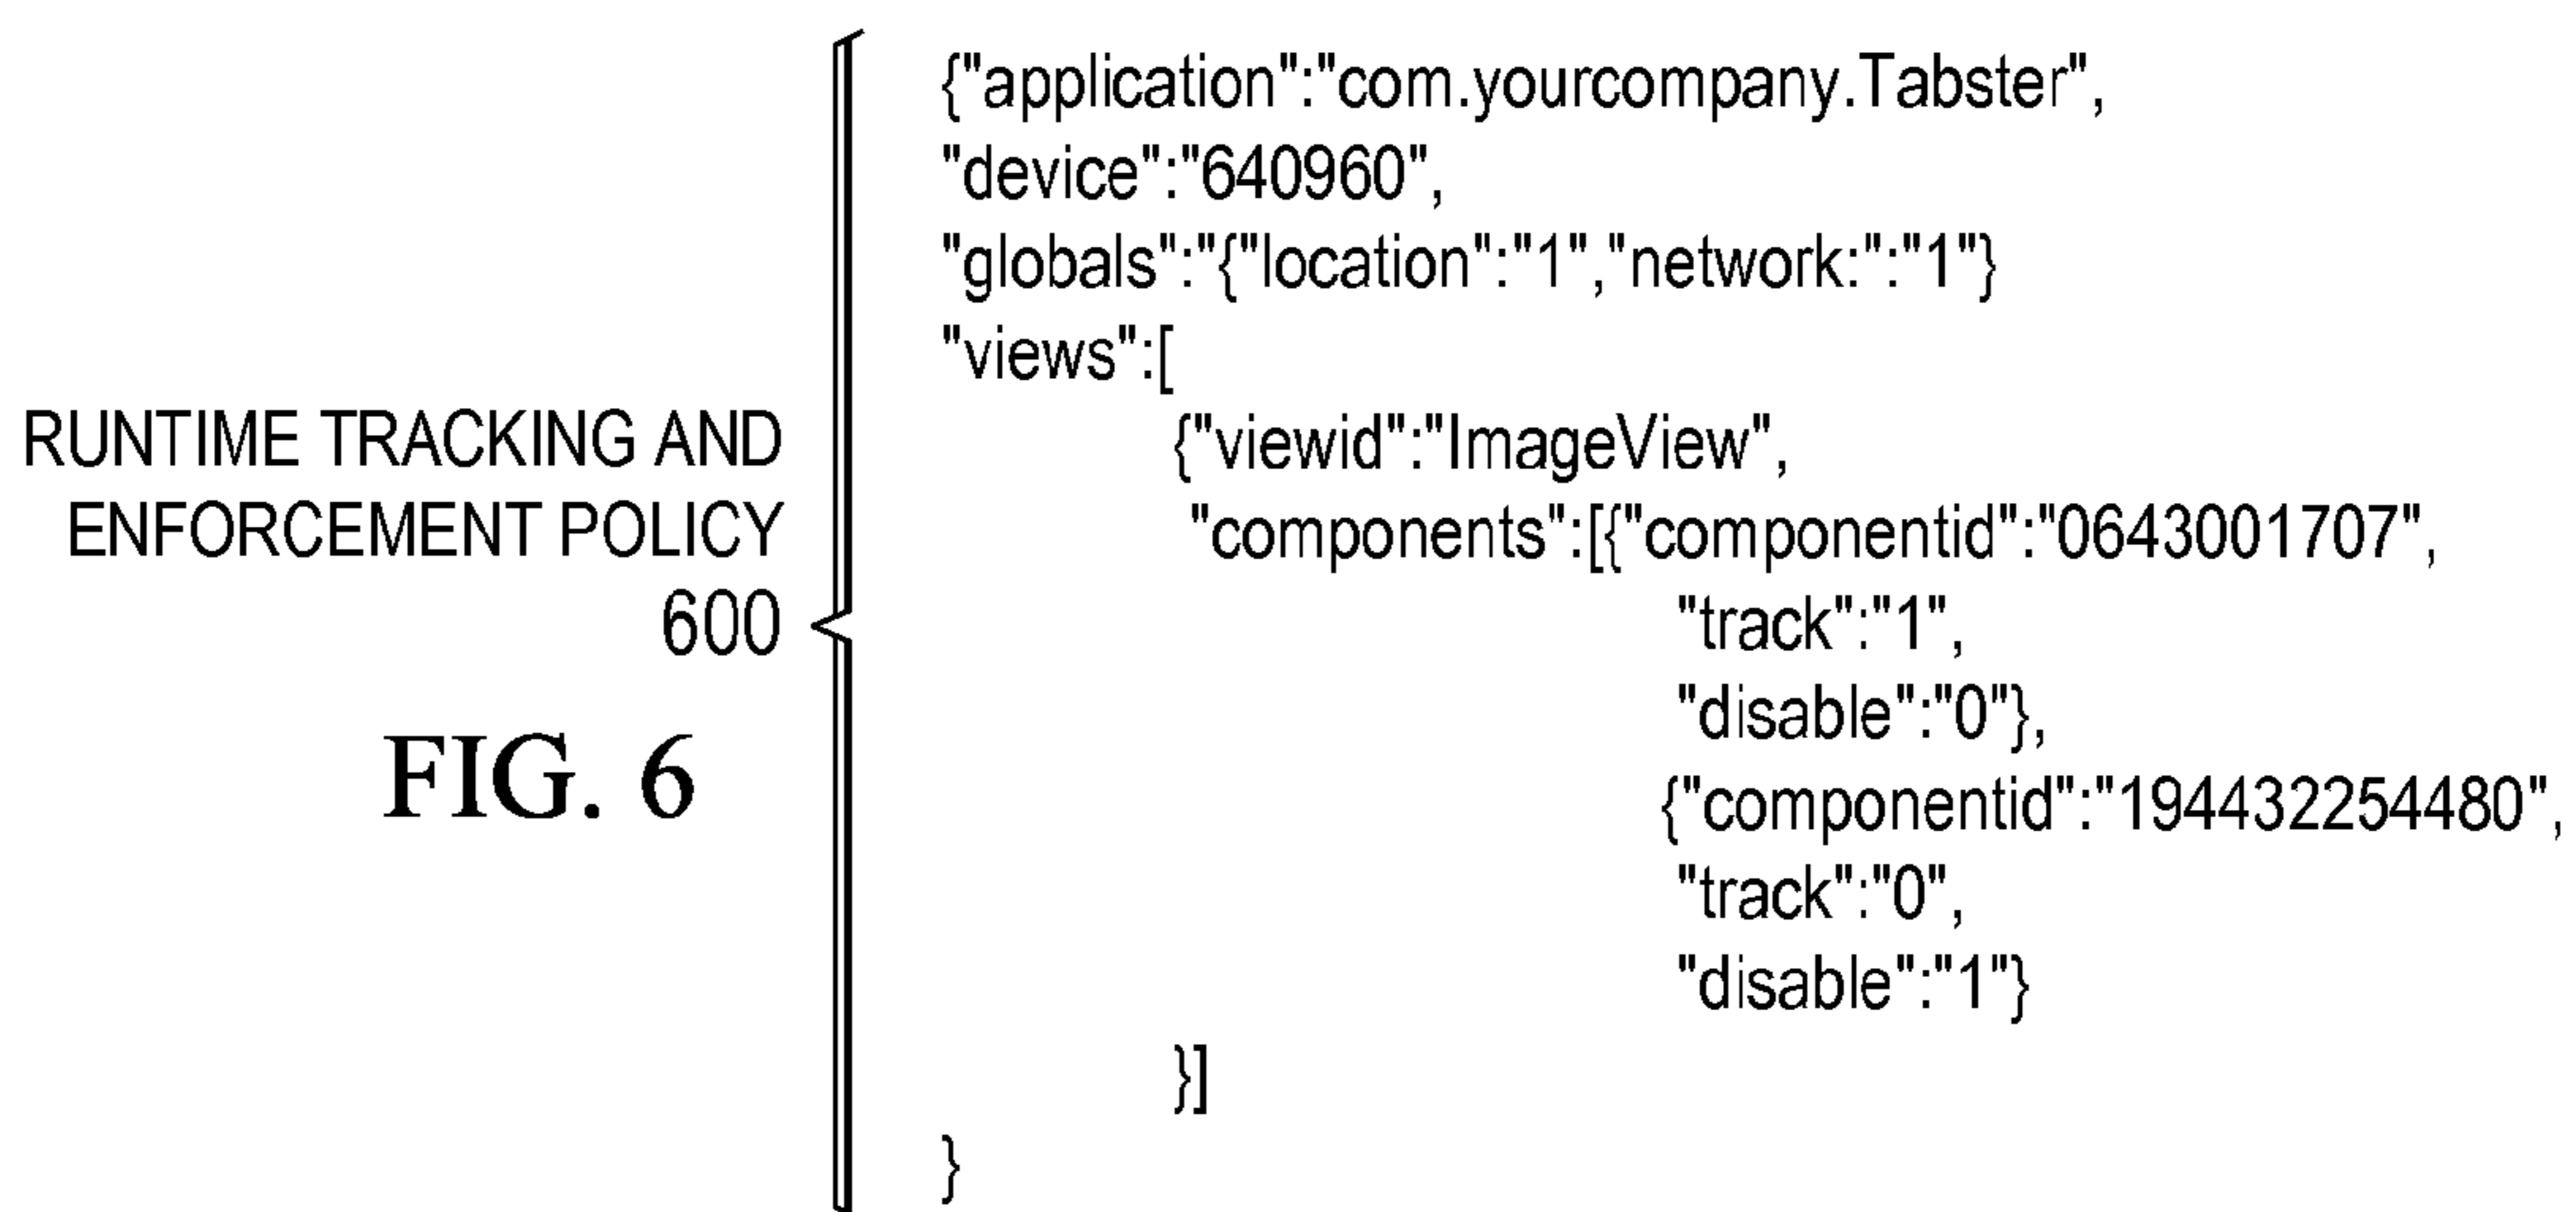 {"application":"com.yourcompany.Tabster",
"device":"640960",
"globals":"{"location":"1","network:":"1"}
"views":[
{"viewid":"ImageView",
"components":[{"componentid":"0643001707",
"track":"1",
"disable":"0"},
{"componentid":"194432254480",
"track":"0",
"disable":"1"}
}]
}
RUNTIME TRACKING AND
ENFORCEMENT POLICY
600
FIG. 6